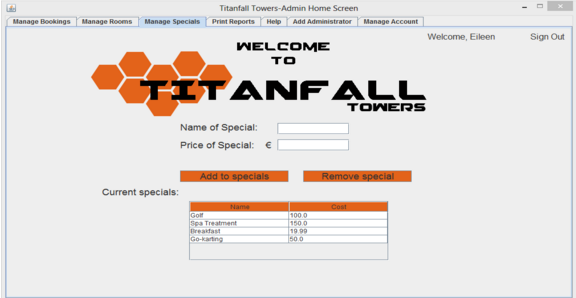 Titanfall Towers-Admin Home Screen
Manage Bookings Manage Rooms Manage Specials Print Reports Help Add Administrator Manage Account
Welcome, Eileen Sign Out
WELCOME
TO
TITANFALL
TOWERS
Name of Special:
Price of Special: €
Add to specials Remove special
Current specials:
Name Cost
Golf 100.0
Spa Treatment 150.0
Breakfast 19.99
Go-karting 50.0